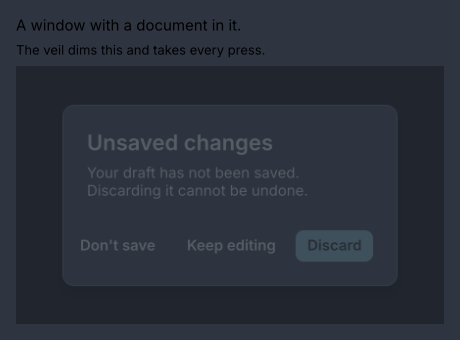 A window with a document in it.
The veil dims this and takes every press.
Unsaved changes
Your draft has not been saved.
Discarding it cannot be undone.
Don't save Keep editing Discard